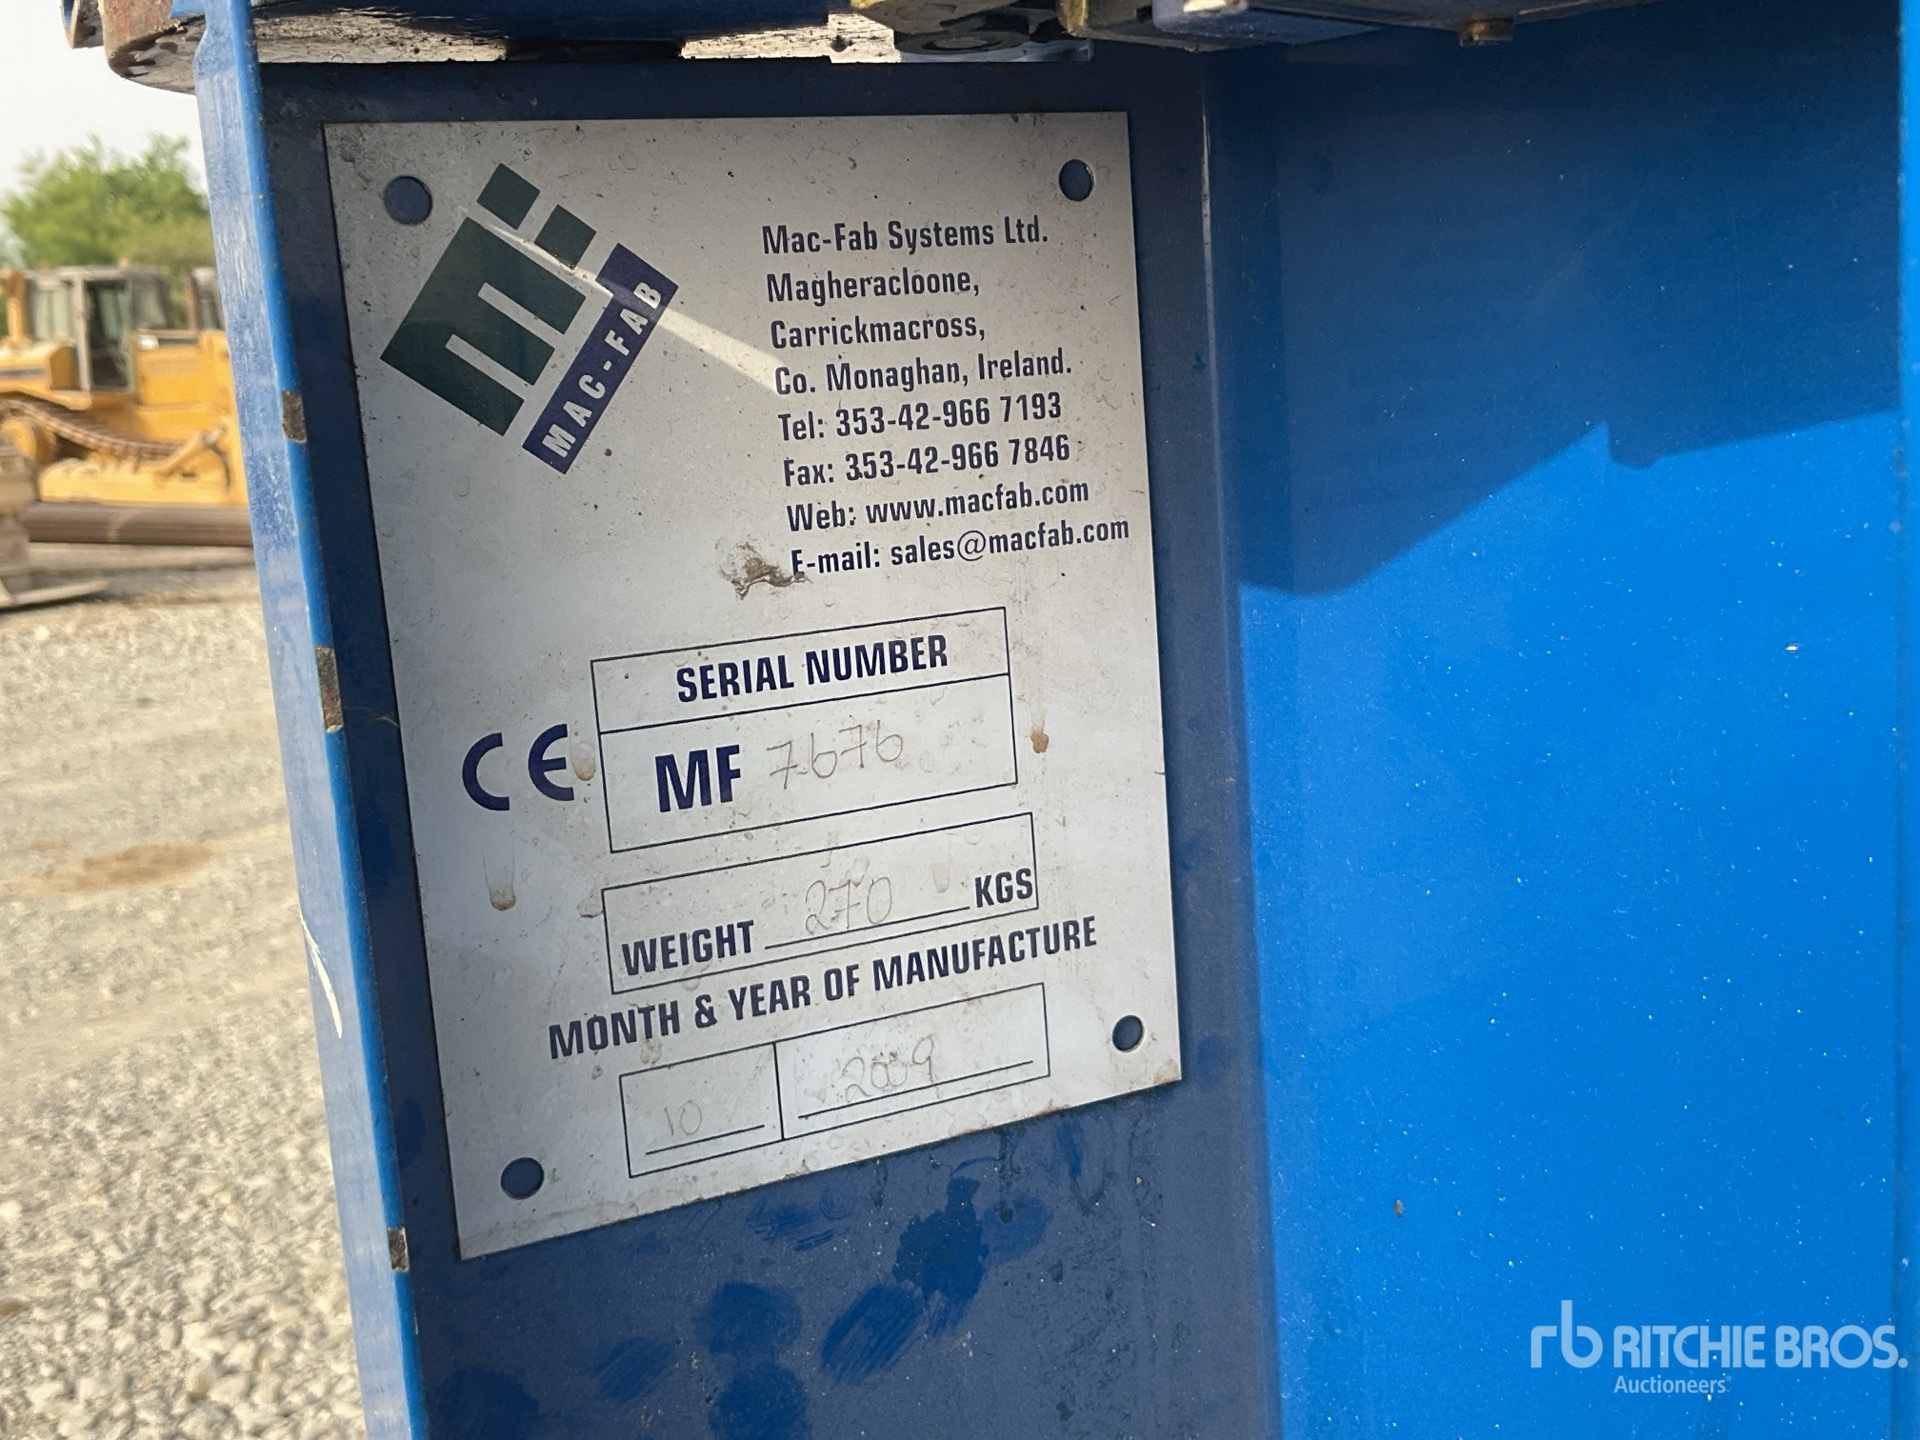 MAC-FAB
Mac-Fab Systems Ltd.
Magheracloone,
Carrickmacross,
Co. Monaghan, Ireland.
Tel: 353-42-966 7193
Fax: 353-42-966 7846
Web: www.macfab.com
E-mail: sales@macfab.com
SERIAL NUMBER
CE MF 7676
WEIGHT 270 KGS
MONTH & YEAR OF MANUFACTURE
10 2009
rb RITCHIE BROS.
Auctioneers